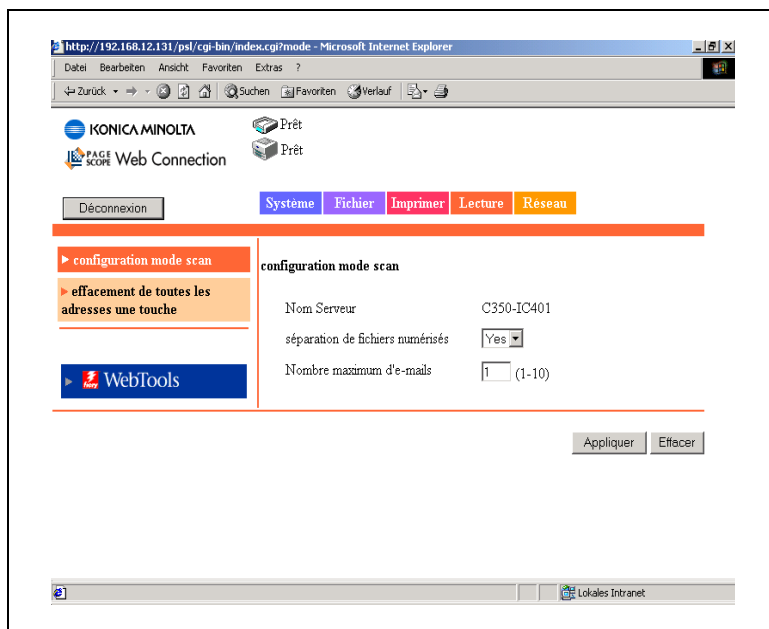 http://192.168.12.131/psl/cgi-bin/index.cgi?mode - Microsoft Internet Explorer
Datei Bearbeiten Ansicht Favoriten Extras ?
Zurück Suchen Favoriten Verlauf
KONICA MINOLTA
Prêt
PAGE SCOPE Web Connection
Prêt
Déconnexion
Système Fichier Imprimer Lecture Réseau
configuration mode scan
effacement de toutes les
adresses une touche
fiery WebTools
configuration mode scan
Nom Serveur C350-IC401
séparation de fichiers numérisés Yes
Nombre maximum d'e-mails 1 (1-10)
Appliquer Effacer
Lokales Intranet